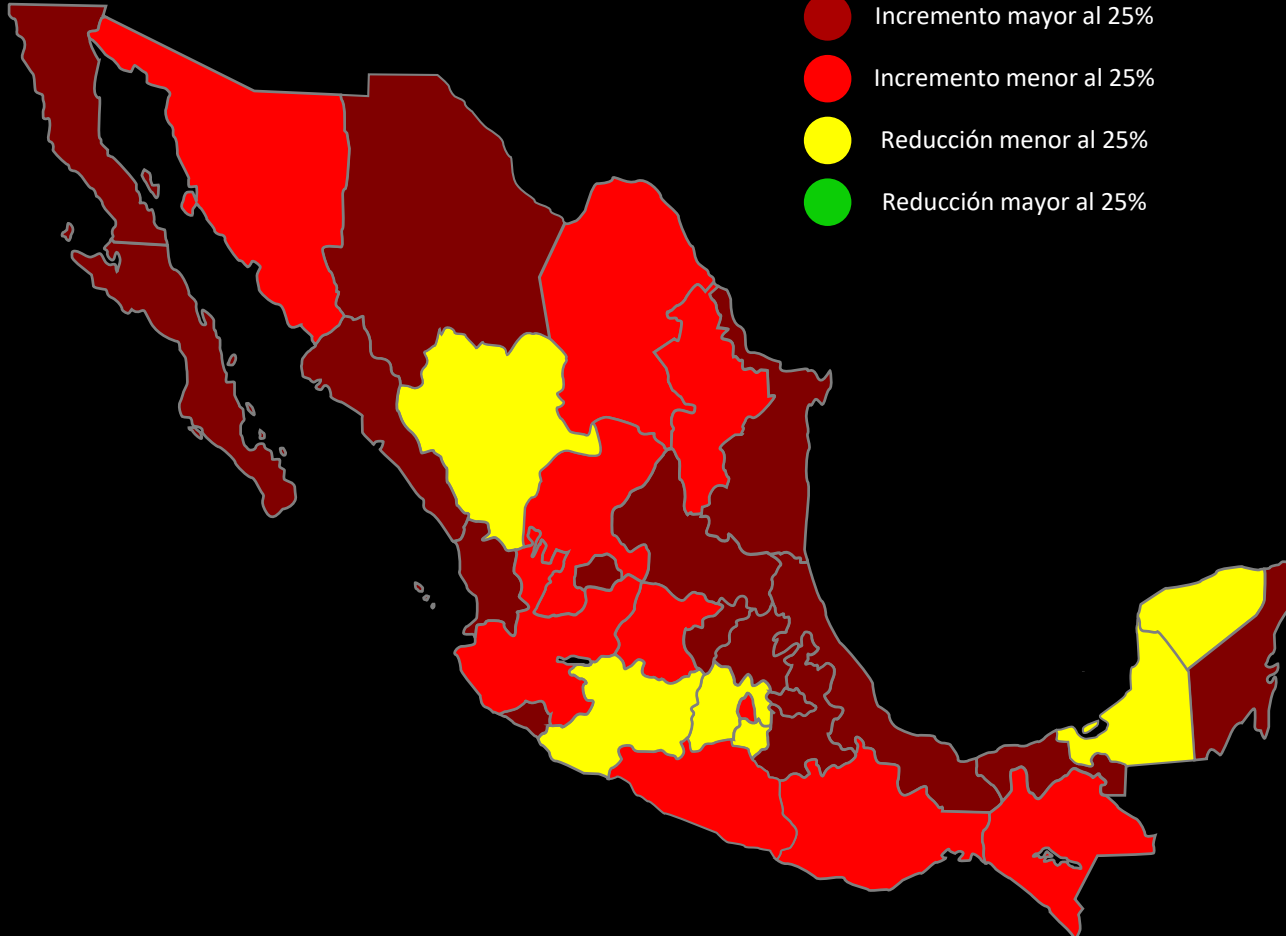 Incremento mayor al 25%
Incremento menor al 25%
Reducción menor al 25%
Reducción mayor al 25%